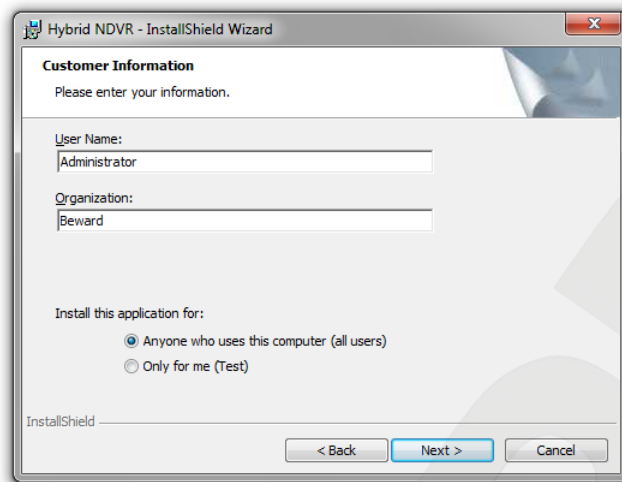 Hybrid NDVR - InstallShield Wizard
Customer Information
Please enter your information.
User Name:
Administrator
Organization:
Beward
Install this application for:
Anyone who uses this computer (all users)
Only for me (Test)
InstallShield
< Back
Next >
Cancel